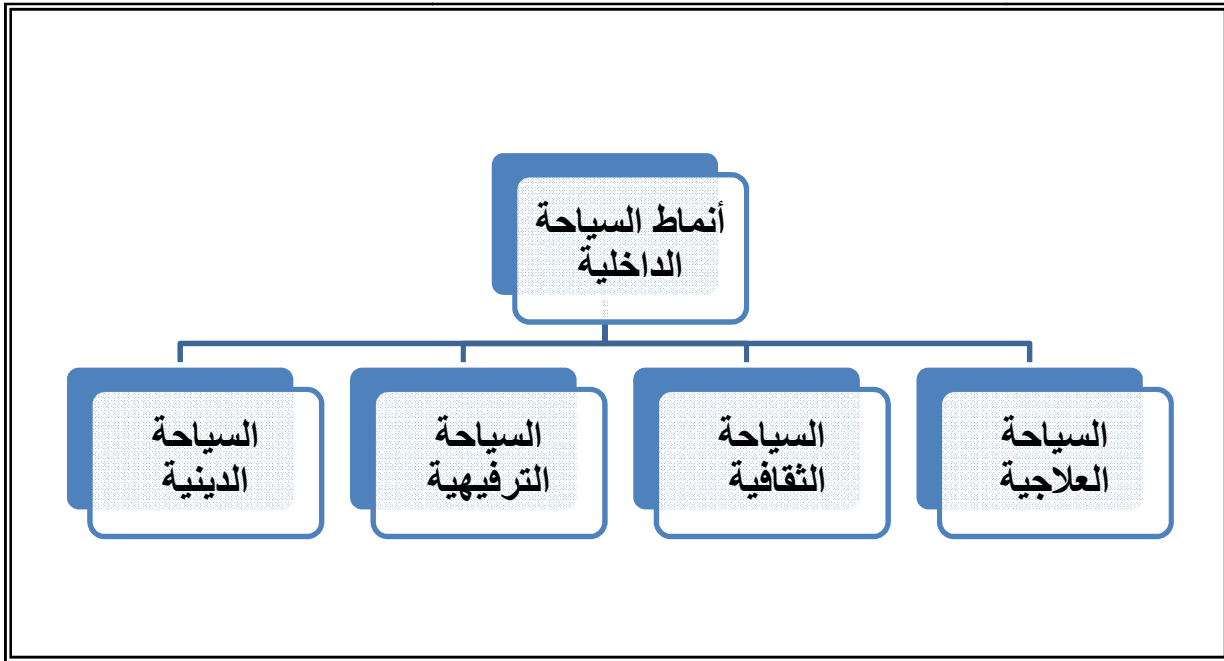 أنماط السياحة
الداخلية
السياحة
العلاجية
السياحة
الثقافية
السياحة
الترفيهية
السياحة
الدينية